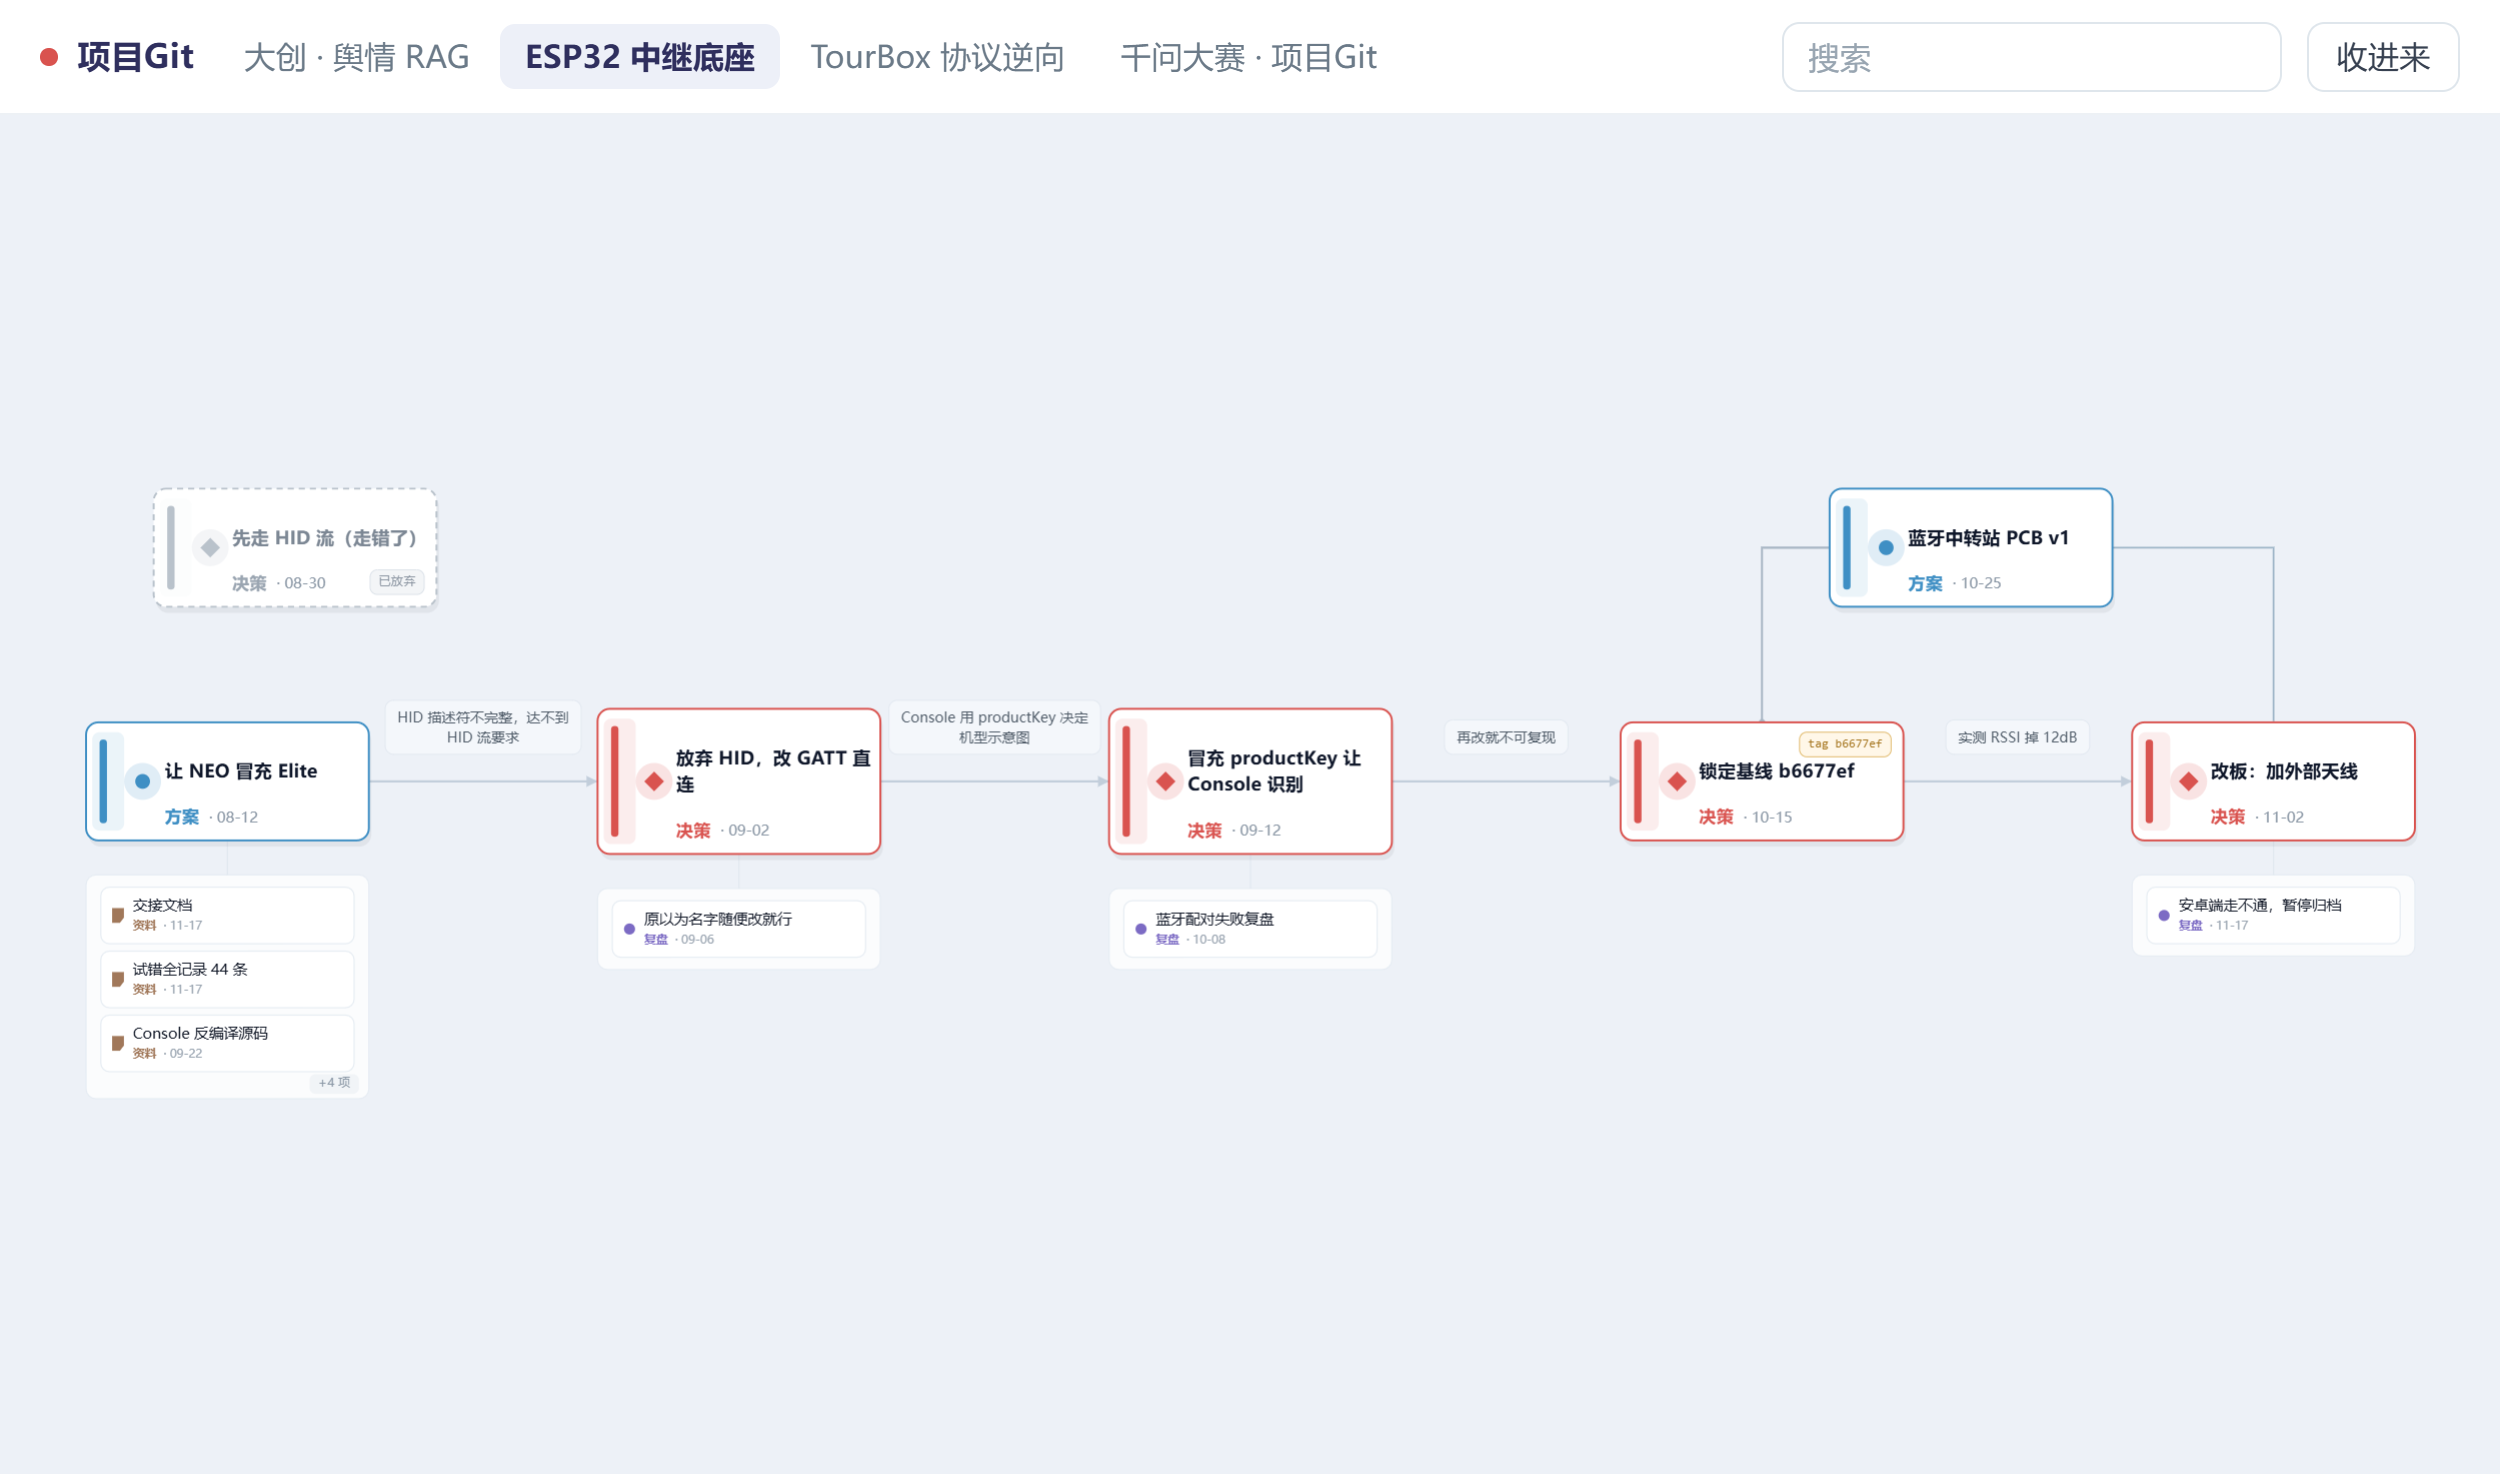 项目Git
大创 · 舆情 RAG
ESP32 中继底座
TourBox 协议逆向
千问大赛 · 项目Git
搜索
收进来
先走 HID 流（走错了）
决策 · 08-30
已放弃
蓝牙中转站 PCB v1
方案 · 10-25
让 NEO 冒充 Elite
方案 · 08-12
HID 描述符不完整，达不到
HID 流要求
放弃 HID，改 GATT 直
连
决策 · 09-02
Console 用 productKey 决定
机型示意图
冒充 productKey 让
Console 识别
决策 · 09-12
再改就不可复现
tag b6677ef
锁定基线 b6677ef
决策 · 10-15
实测 RSSI 掉 12dB
改板：加外部天线
决策 · 11-02
交接文档
资料 · 11-17
试错全记录 44 条
资料 · 11-17
Console 反编译源码
资料 · 09-22
+4 项
原以为名字随便改就行
复盘 · 09-06
蓝牙配对失败复盘
复盘 · 10-08
安卓端走不通，暂停归档
复盘 · 11-17